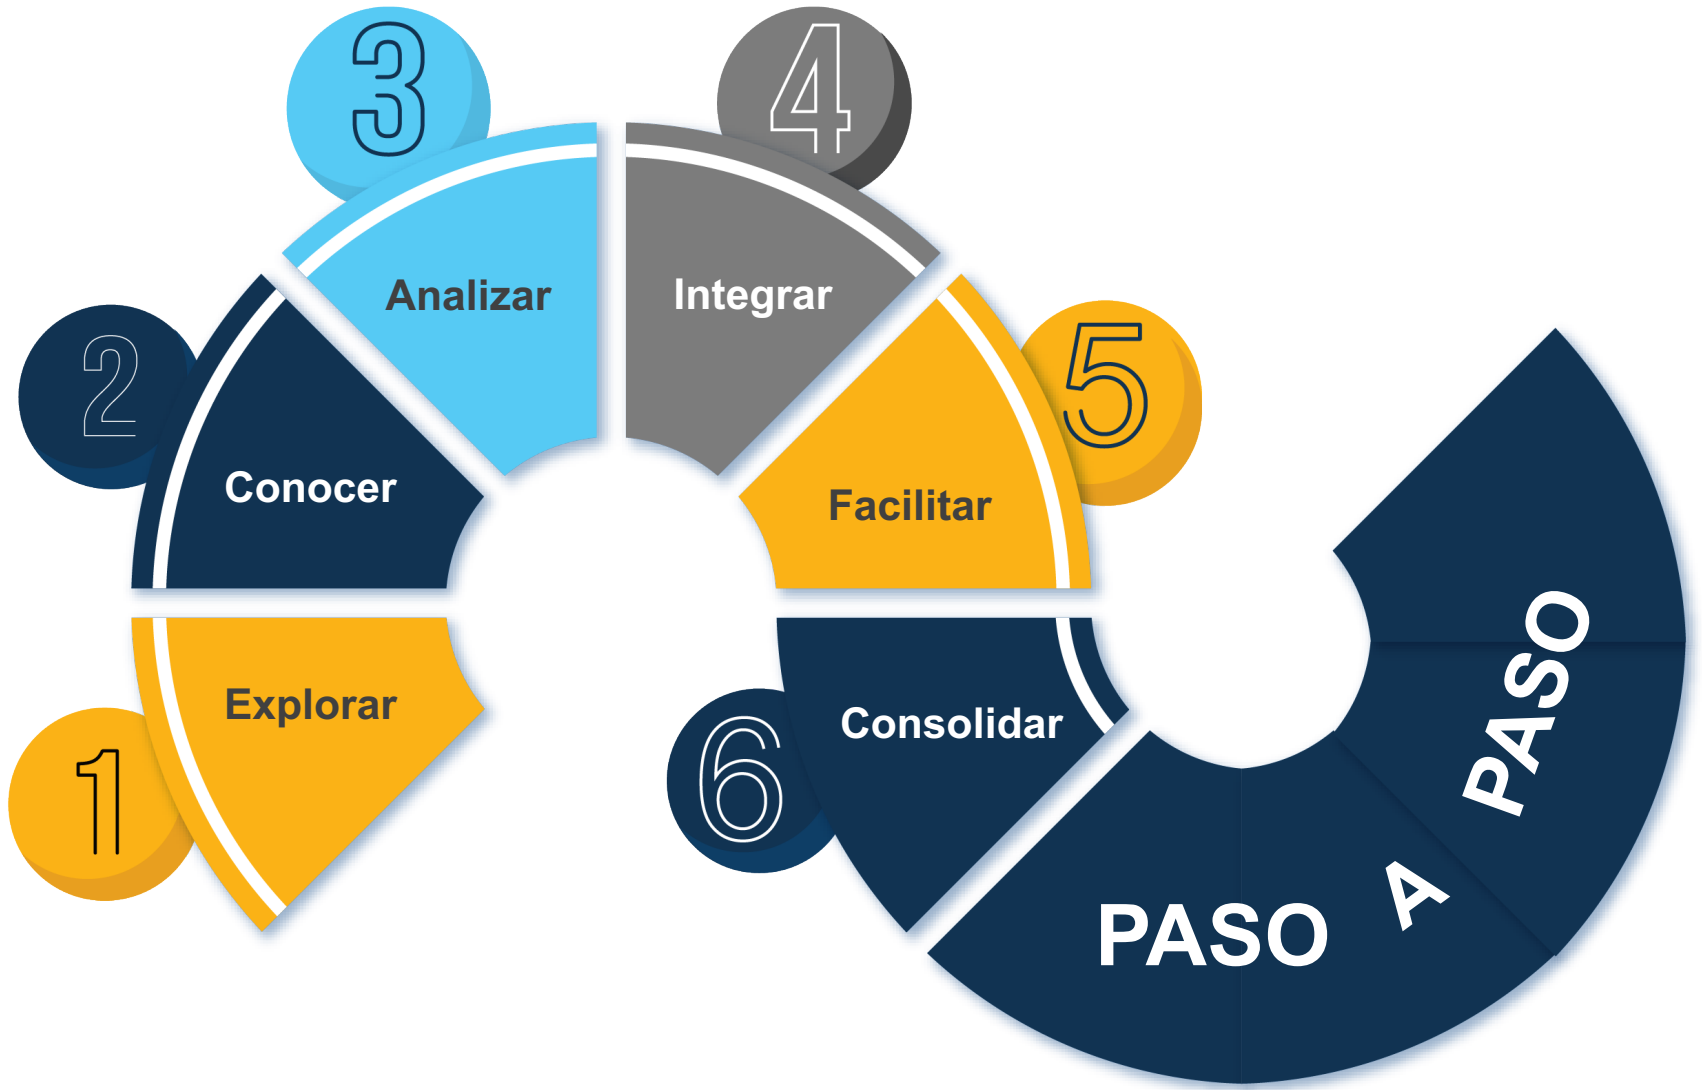 1
Explorar
2
Conocer
3
Analizar
4
Integrar
5
Facilitar
6
Consolidar
PASO A PASO